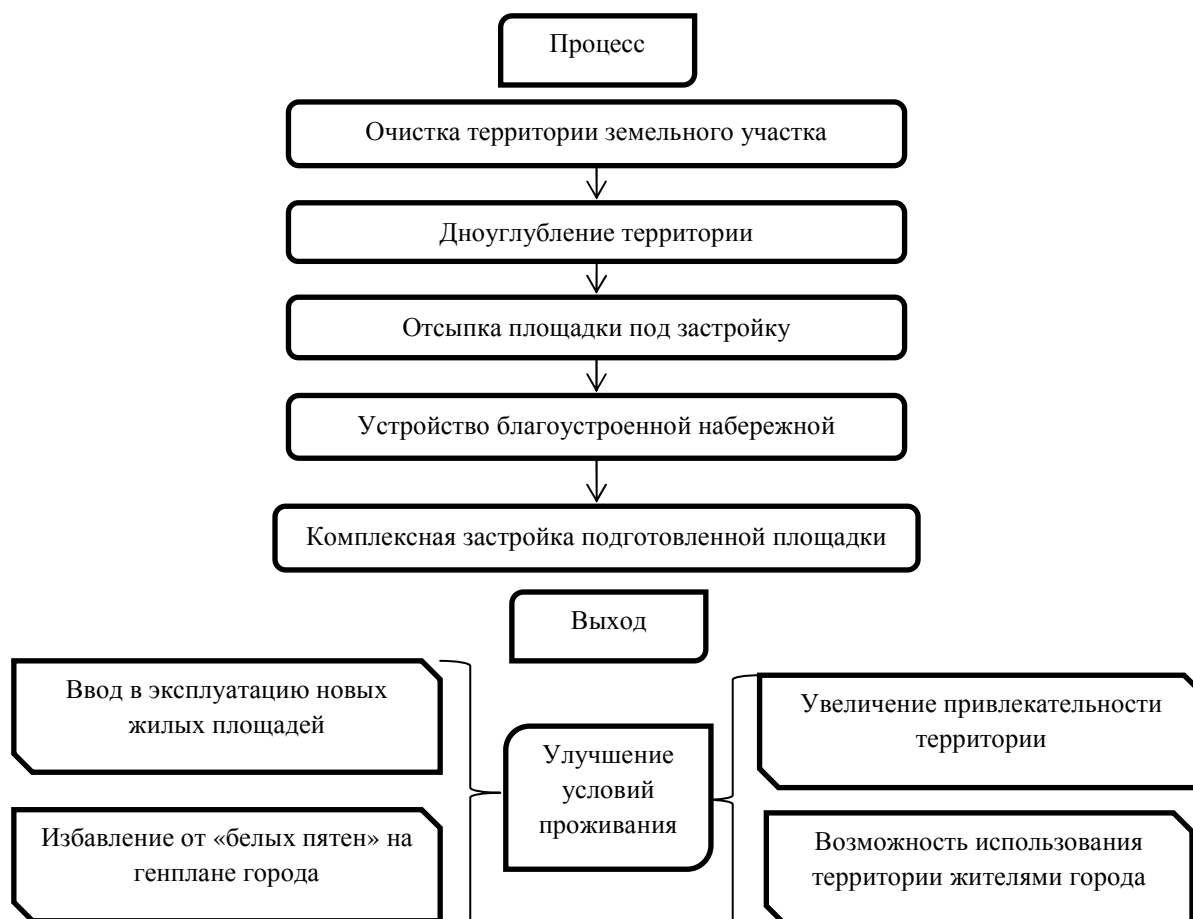 Процесс
Очистка территории земельного участка
Дноуглубление территории
Отсыпка площадки под застройку
Устройство благоустроенной набережной
Комплексная застройка подготовленной площадки
Выход
Ввод в эксплуатацию новых
жилых площадей
Избавление от «белых пятен» на
генплане города
Улучшение
условий
проживания
Увеличение привлекательности
территории
Возможность использования
территории жителями города